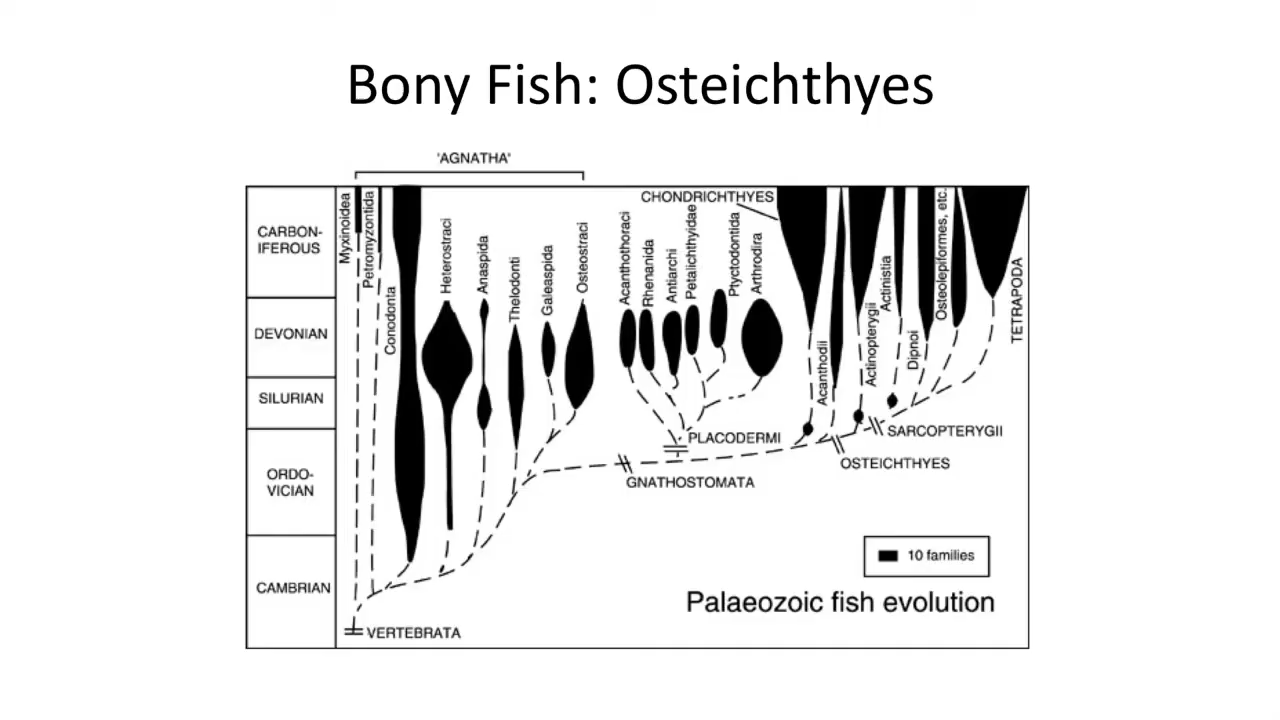 Bony Fish: Osteichthyes
'AGNATHA'
CARBON-
IFEROUS
DEVONIAN
SILURIAN
ORDO-
VICIAN
CAMBRIAN
Myxinoidea
Petromyzontida
Conodonta
Heterostraci
Anaspida
Thelodonti
Galeaspida
Osteostraci
Acanthothoraci
Rhenanida
Antiarchi
Petalichthyidae
Ptyctodontida
Arthrodira
CHONDRICHTHYES
Acanthodii
Actinopterygii
Actinistia
Dipnoi
Osteolepiformes, etc.
TETRAPODA
PLACODERMI
SARCOPTERYGII
OSTEICHTHYES
GNATHOSTOMATA
VERTEBRATA
10 families
Palaeozoic fish evolution